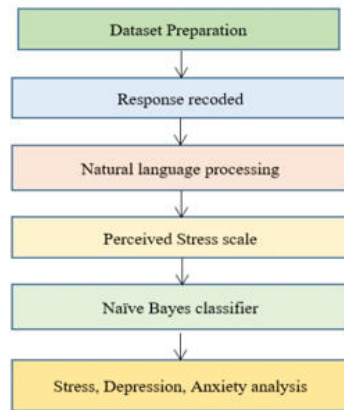 Dataset Preparation
Response recoded
Natural language processing
Perceived Stress scale
Naïve Bayes classifier
Stress, Depression, Anxiety analysis